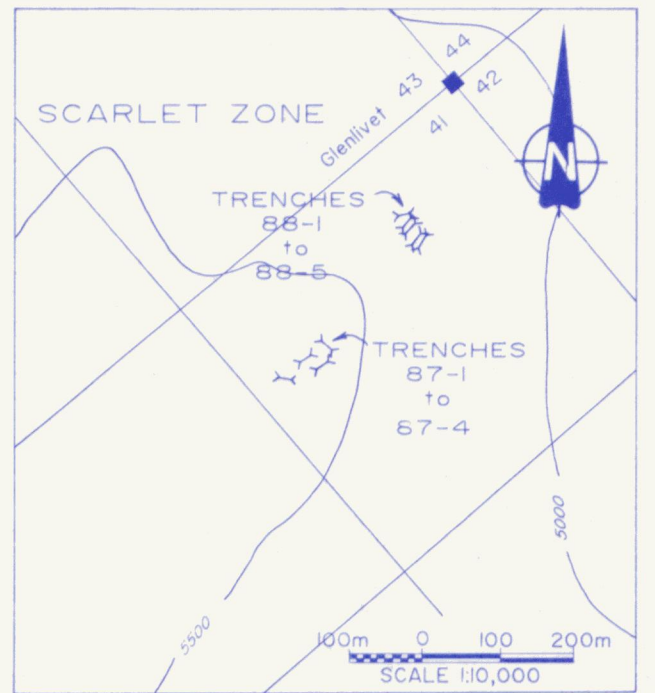 44
43
42
SCARLET ZONE
Glenlivet
41
N
TRENCHES
88-1
to
88-5
TRENCHES
87-1
to
87-4
5000
5500
100m 0 100 200m
SCALE 1:10,000